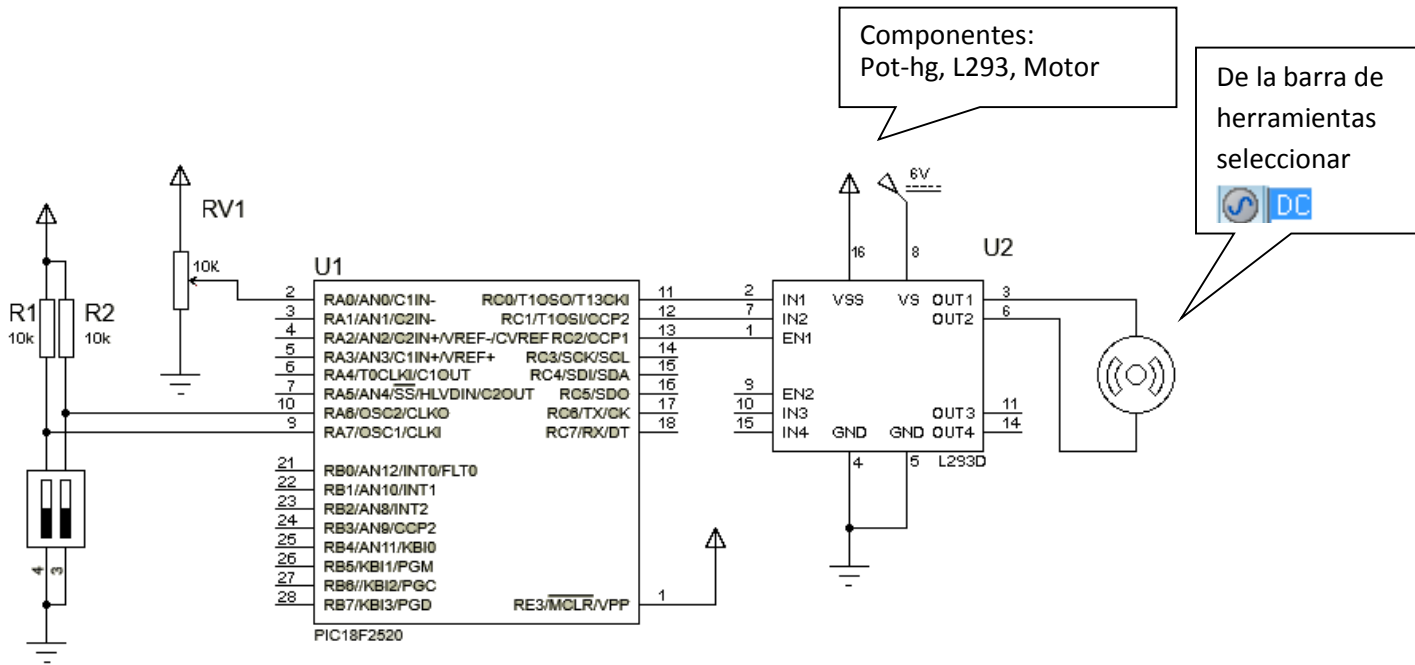 Componentes:
Pot-hg, L293, Motor
De la barra de
herramientas
seleccionar
DC
RV1
10K
R1
10k
R2
10k
4
3
U1
2 RA0/AN0/C1IN-
3 RA1/AN1/C2IN-
4 RA2/AN2/C2IN+/VREF-/CVREF
5 RA3/AN3/C1IN+/VREF+
6 RA4/T0CLKI/C1OUT
7 RA5/AN4/SS/HLVDIN/C2OUT
10 RA6/OSC2/CLKO
9 RA7/OSC1/CLKI
21 RB0/AN12/INT0/FLT0
22 RB1/AN10/INT1
23 RB2/AN8/INT2
24 RB3/AN9/CCP2
25 RB4/AN11/KBI0
26 RB5/KBI1/PGM
27 RB6//KBI2/PGC
28 RB7/KBI3/PGD
RC0/T1OSO/T13CKI 11
RC1/T1OSI/CCP2 12
RC2/CCP1 13
RC3/SCK/SCL 14
RC4/SDI/SDA 15
RC5/SDO 16
RC6/TX/CK 17
RC7/RX/DT 18
RE3/MCLR/VPP 1
PIC18F2520
6V
16
8
U2
2 IN1
7 IN2
1 EN1
9 EN2
10 IN3
15 IN4
VSS
VS
OUT1 3
OUT2 6
OUT3 11
OUT4 14
GND
GND
4
5
L293D